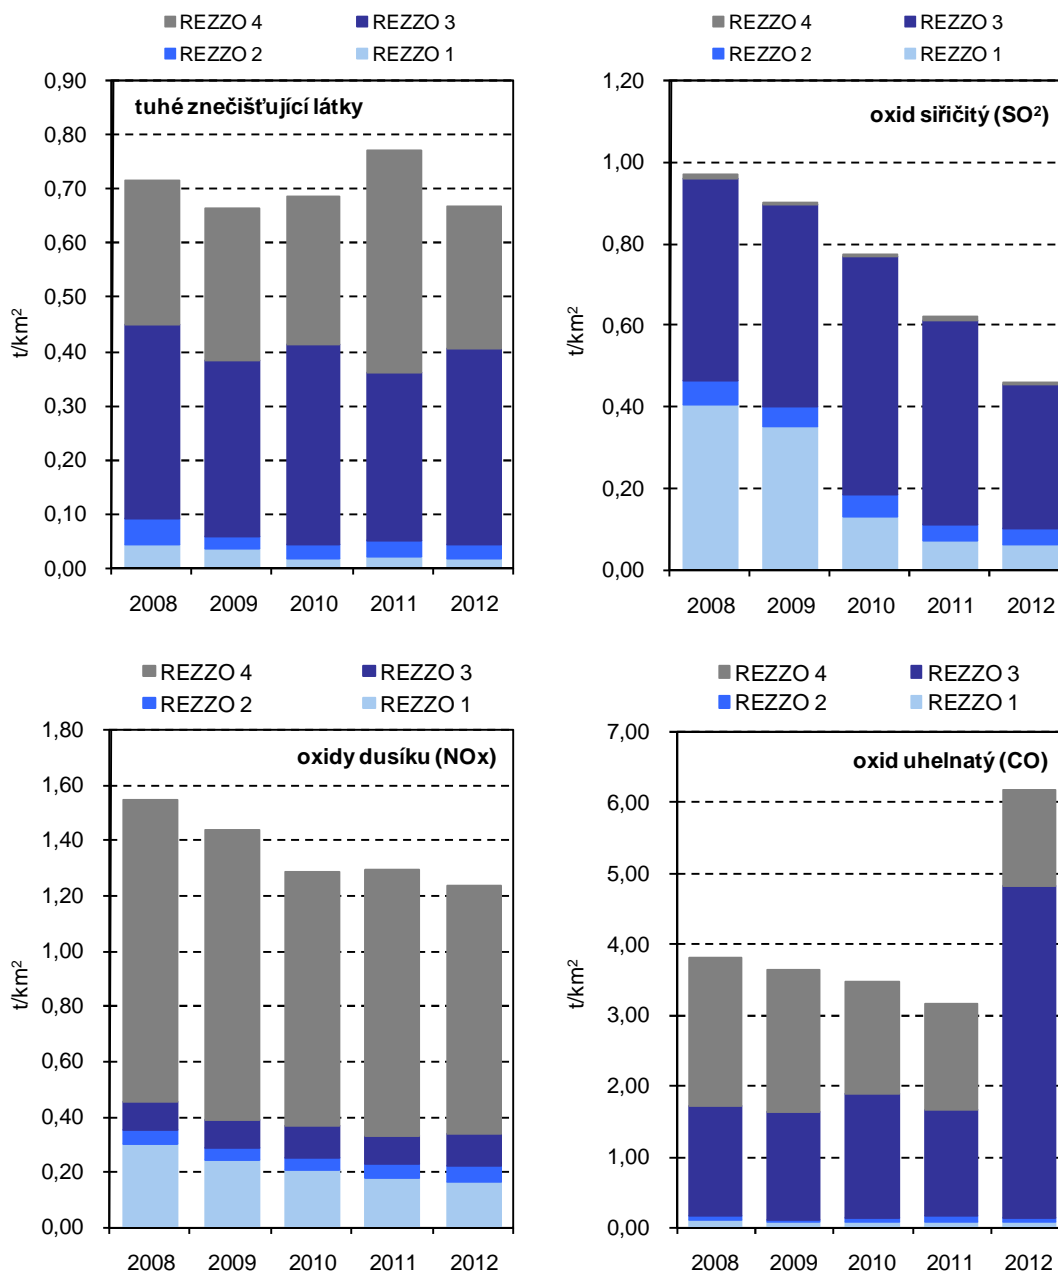 REZZO 4 REZZO 3
REZZO 2 REZZO 1
0,90
0,80
0,70
0,60
0,50
0,40
0,30
0,20
0,10
0,00
t/km²
tuhé znečišťující látky
2008 2009 2010 2011 2012
REZZO 4 REZZO 3
REZZO 2 REZZO 1
1,20
1,00
0,80
0,60
0,40
0,20
0,00
t/km²
oxid siřičitý (SO²)
2008 2009 2010 2011 2012
REZZO 4 REZZO 3
REZZO 2 REZZO 1
1,80
1,60
1,40
1,20
1,00
0,80
0,60
0,40
0,20
0,00
t/km²
oxidy dusíku (NOx)
2008 2009 2010 2011 2012
REZZO 4 REZZO 3
REZZO 2 REZZO 1
7,00
6,00
5,00
4,00
3,00
2,00
1,00
0,00
t/km²
oxid uhelnatý (CO)
2008 2009 2010 2011 2012